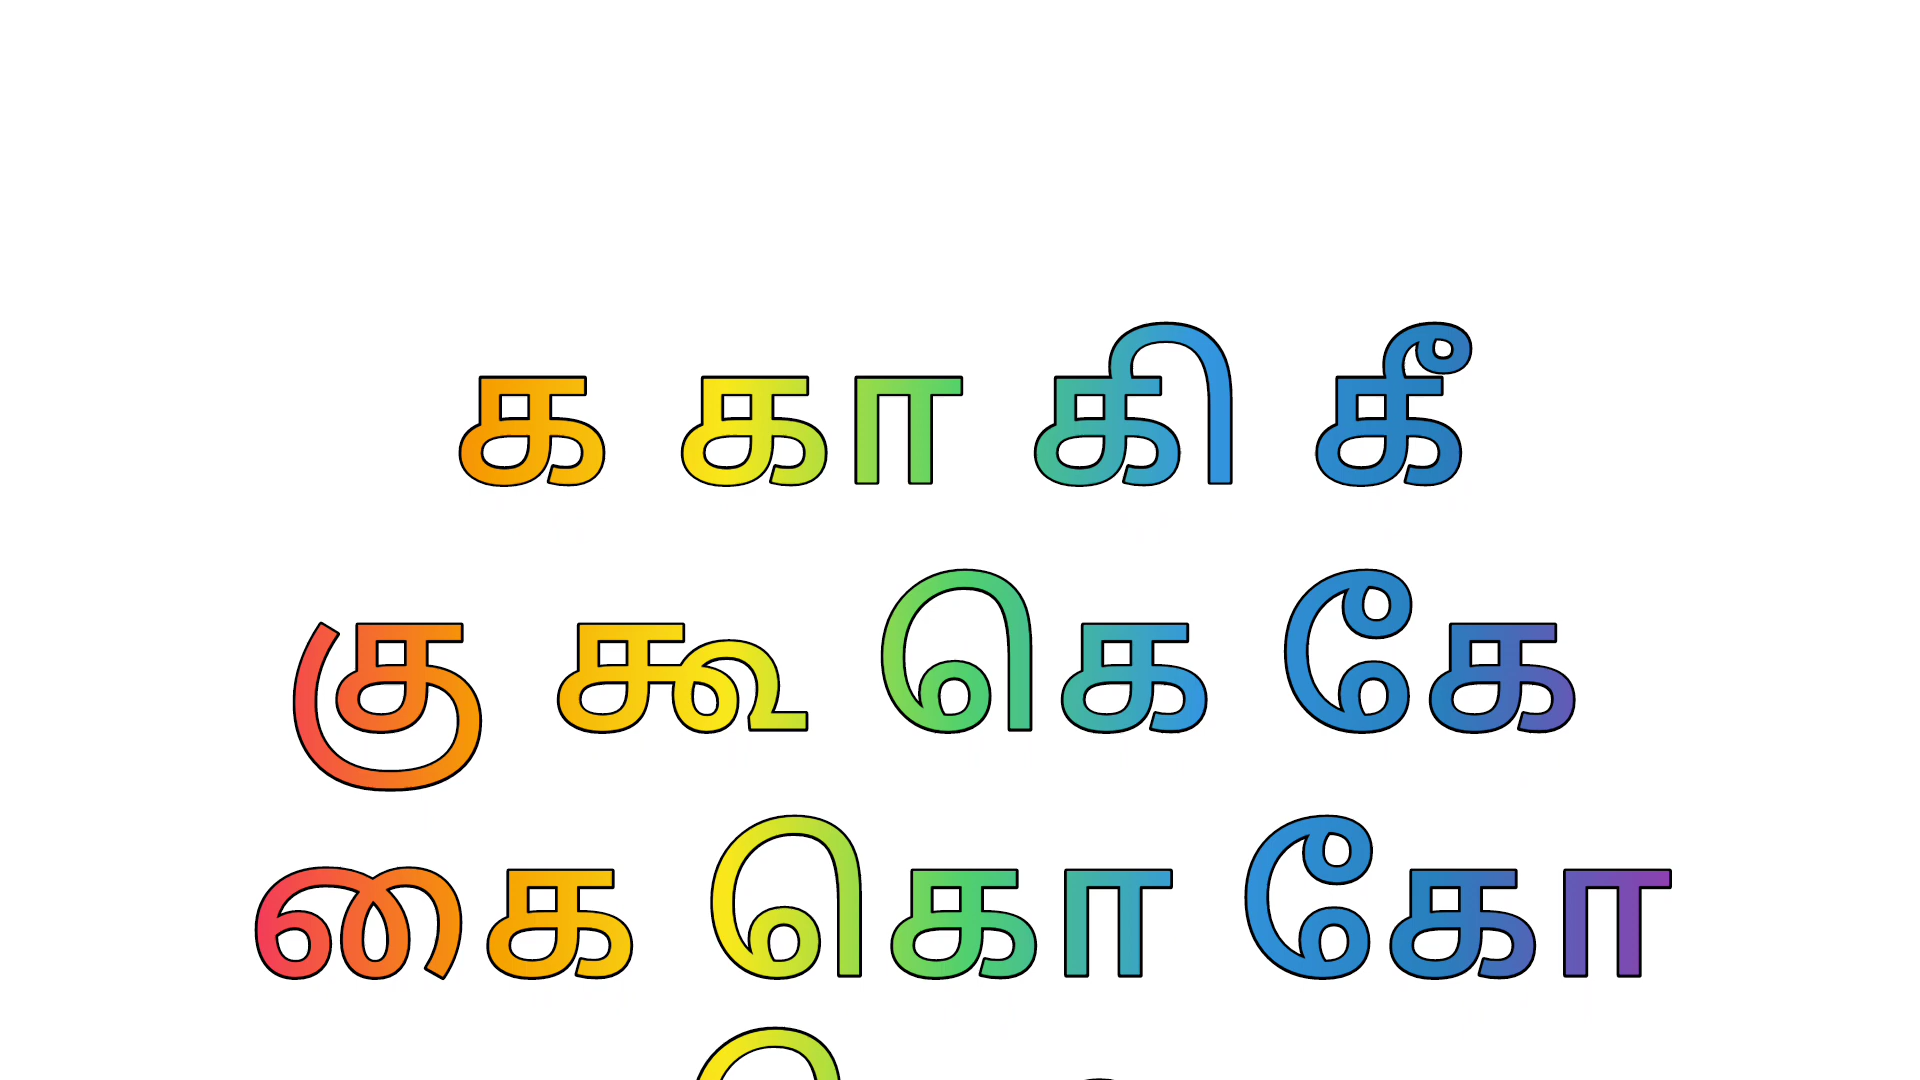 க கா கி கீ
கு கூ கெ கே
கை கொ கோ